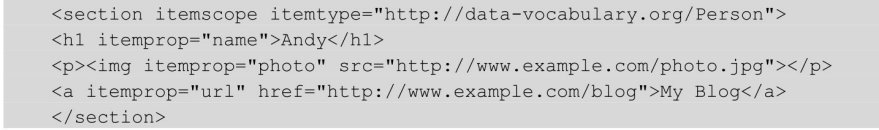 <section itemscope itemtype="http://data-vocabulary.org/Person">
<h1 itemprop="name">Andy</h1>
<p><img itemprop="photo" src="http://www.example.com/photo.jpg"></p>
<a itemprop="url" href="http://www.example.com/blog">My Blog</a>
</section>